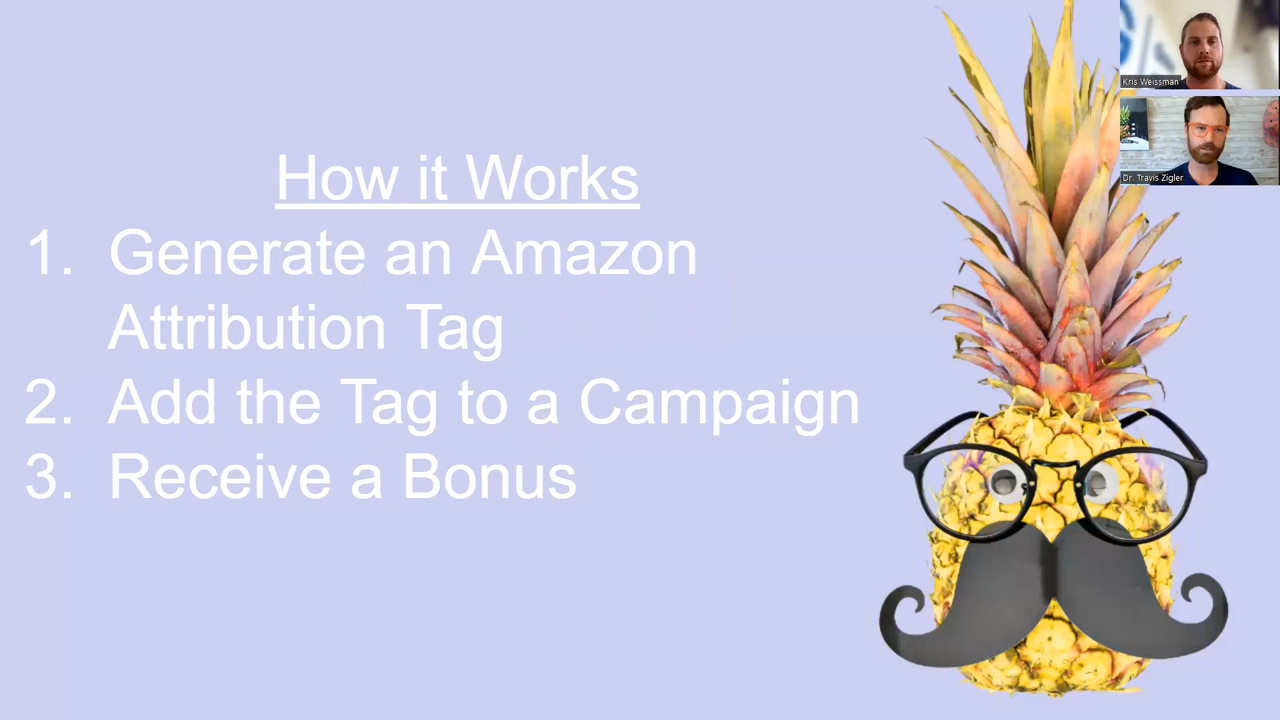 How it Works
1. Generate an Amazon
Attribution Tag
2. Add the Tag to a Campaign
3. Receive a Bonus
Kris Weissman
Dr. Travis Zigler